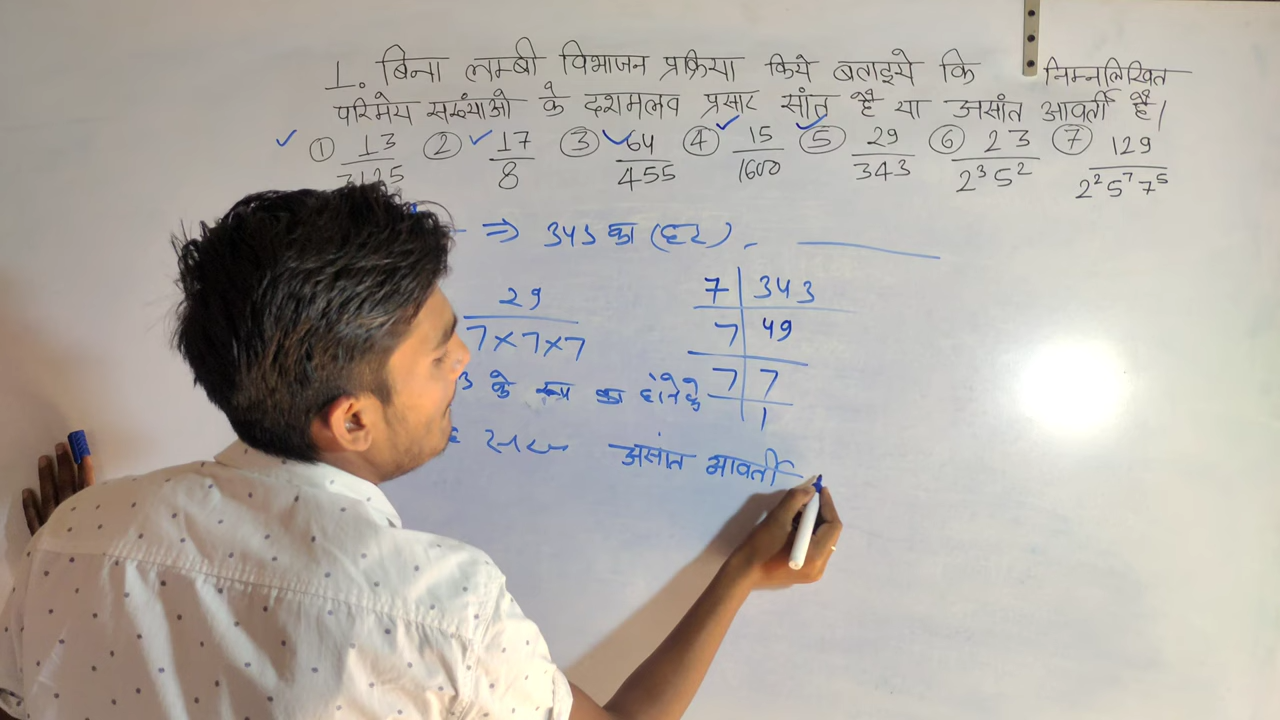 1. बिना लम्बी विभाजन प्रक्रिया किये बताइये कि निम्नलिखित
परिमेय संख्याओ के दशमलव प्रसार सांत है या असांत आवर्ती है।
① 13/3125 ② 17/8 ③ 64/455 ④ 15/1600 ⑤ 29/343 ⑥ 23/2³5² ⑦ 129/2²5⁷7⁵
⇒ 343 का (हर) -
29/7×7×7
7 | 343
7 | 49
7 | 7
1
3 के रूप का होने के
असांत आवर्ती